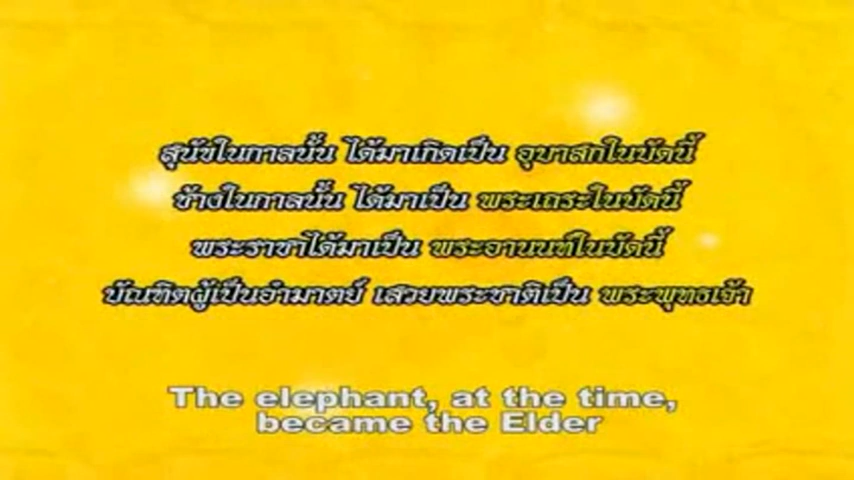 สุนัขในกาลนั้น ได้มาเกิดเป็น อุบาสกในบัดนี้
ช้างในกาลนั้น ได้มาเป็น พระเถระในบัดนี้
พระราชาได้มาเป็น พระอานนท์ในบัดนี้
บัณฑิตผู้เป็นอำมาตย์ เสวยพระชาติเป็น พระพุทธเจ้า
The elephant, at the time,
became the Elder